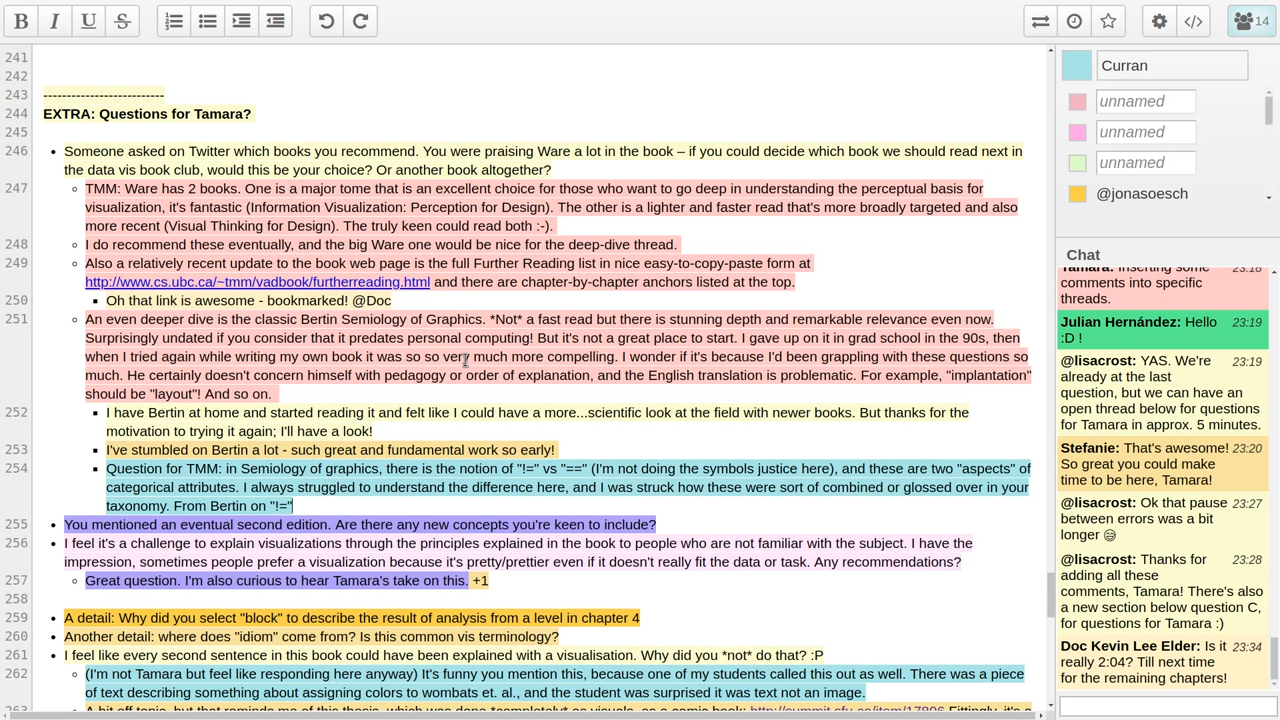 B I U S
14
241
242
243 --------------------------
244 EXTRA: Questions for Tamara?
245
246 • Someone asked on Twitter which books you recommend. You were praising Ware a lot in the book – if you could decide which book we should read next in
the data vis book club, would this be your choice? Or another book altogether?
247 ◦ TMM: Ware has 2 books. One is a major tome that is an excellent choice for those who want to go deep in understanding the perceptual basis for
visualization, it's fantastic (Information Visualization: Perception for Design). The other is a lighter and faster read that's more broadly targeted and also
more recent (Visual Thinking for Design). The truly keen could read both :-).
248 ◦ I do recommend these eventually, and the big Ware one would be nice for the deep-dive thread.
249 ◦ Also a relatively recent update to the book web page is the full Further Reading list in nice easy-to-copy-paste form at
http://www.cs.ubc.ca/~tmm/vadbook/furtherreading.html and there are chapter-by-chapter anchors listed at the top.
250 ▪ Oh that link is awesome - bookmarked! @Doc
251 ◦ An even deeper dive is the classic Bertin Semiology of Graphics. *Not* a fast read but there is stunning depth and remarkable relevance even now.
Surprisingly undated if you consider that it predates personal computing! But it's not a great place to start. I gave up on it in grad school in the 90s, then
when I tried again while writing my own book it was so so very much more compelling. I wonder if it's because I'd been grappling with these questions so
much. He certainly doesn't concern himself with pedagogy or order of explanation, and the English translation is problematic. For example, "implantation"
should be "layout"! And so on.
252 ▪ I have Bertin at home and started reading it and felt like I could have a more...scientific look at the field with newer books. But thanks for the
motivation to trying it again; I'll have a look!
253 ▪ I've stumbled on Bertin a lot - such great and fundamental work so early!
254 ▪ Question for TMM: in Semiology of graphics, there is the notion of "!=" vs "==" (I'm not doing the symbols justice here), and these are two "aspects" of
categorical attributes. I always struggled to understand the difference here, and I was struck how these were sort of combined or glossed over in your
taxonomy. From Bertin on "!="
255 • You mentioned an eventual second edition. Are there any new concepts you're keen to include?
256 • I feel it's a challenge to explain visualizations through the principles explained in the book to people who are not familiar with the subject. I have the
impression, sometimes people prefer a visualization because it's pretty/prettier even if it doesn't really fit the data or task. Any recommendations?
257 ◦ Great question. I'm also curious to hear Tamara's take on this. +1
258
259 • A detail: Why did you select "block" to describe the result of analysis from a level in chapter 4
260 • Another detail: where does "idiom" come from? Is this common vis terminology?
261 • I feel like every second sentence in this book could have been explained with a visualisation. Why did you *not* do that? :P
262 ◦ (I'm not Tamara but feel like responding here anyway) It's funny you mention this, because one of my students called this out as well. There was a piece
of text describing something about assigning colors to wombats et. al., and the student was surprised it was text not an image.
263 ◦ A bit off topic, but that reminds me of this thesis, which was done *completely* as visuals, as a comic book: http://summit.sfu.ca/item/17896 Fittingly, it's a
Curran
unnamed
unnamed
unnamed
@jonasoesch
Chat
Tamara: Inserting some 23:18
comments into specific
threads.
Julian Hernández: Hello 23:19
:D !
@lisacrost: YAS. We're 23:19
already at the last
question, but we can have an
open thread below for questions
for Tamara in approx. 5 minutes.
Stefanie: That's awesome! 23:20
So great you could make
time to be here, Tamara!
@lisacrost: Ok that pause 23:27
between errors was a bit
longer 😅
@lisacrost: Thanks for 23:28
adding all these
comments, Tamara! There's also
a new section below question C,
for questions for Tamara :)
Doc Kevin Lee Elder: Is it 23:34
really 2:04? Till next time
for the remaining chapters!